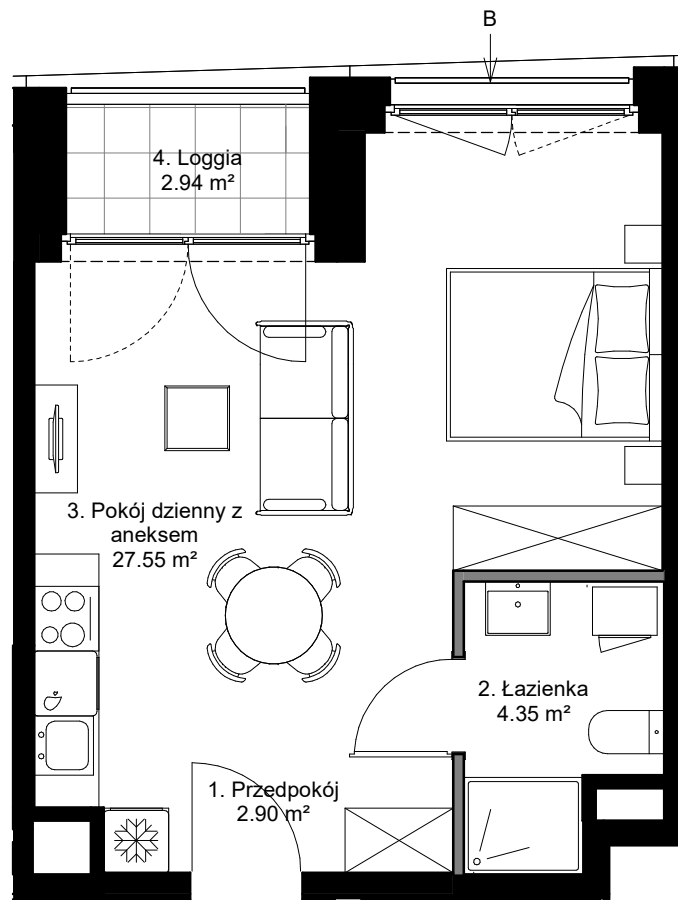 B
4. Loggia
2.94 m²
3. Pokój dzienny z
aneksem
27.55 m²
2. Łazienka
4.35 m²
1. Przedpokój
2.90 m²